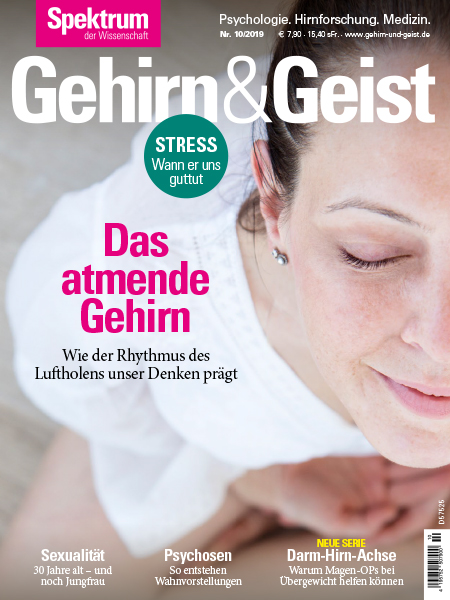 Spektrum
der Wissenschaft
Psychologie. Hirnforschung. Medizin.
Nr. 10/2019 € 7,90 · 15,40 sFr. · www.gehirn-und-geist.de
Gehirn&Geist
STRESS
Wann er uns
guttut
Das
atmende
Gehirn
Wie der Rhythmus des
Luftholens unser Denken prägt
Sexualität
30 Jahre alt – und
noch Jungfrau
Psychosen
So entstehen
Wahnvorstellungen
NEUE SERIE
Darm-Hirn-Achse
Warum Magen-OPs bei
Übergewicht helfen können
D57525
10